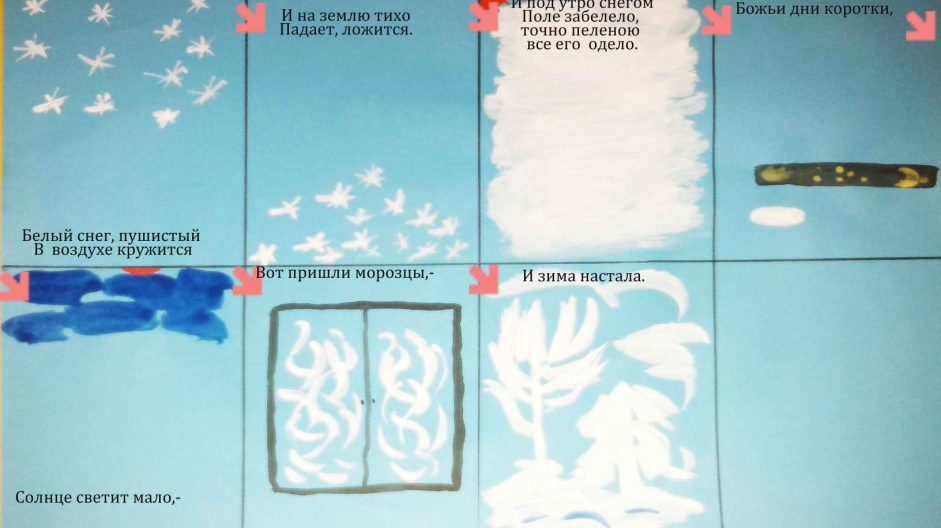 Белый снег, пушистый
В воздухе кружится
И на землю тихо
Падает, ложится.
И под утро снегом
Поле забелело,
точно пеленою
все его одело.
Божьи дни коротки,
Солнце светит мало,-
Вот пришли морозцы,-
И зима настала.